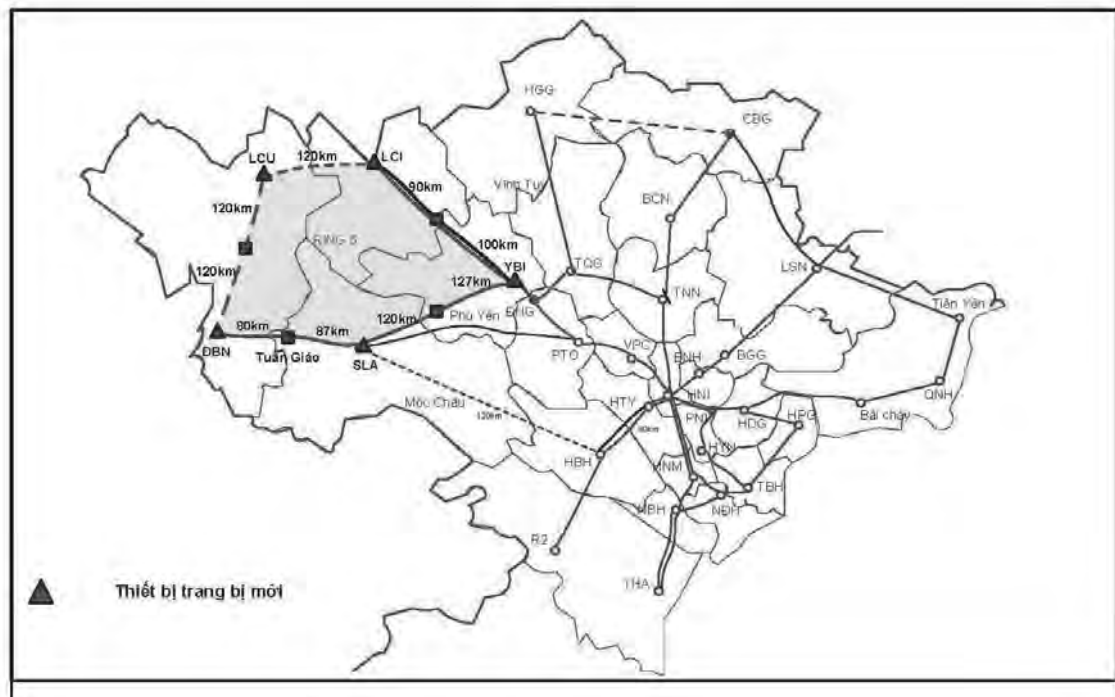 HGG
CBG
LCU
120km
LCI
90km
Vĩnh Tuy
BCN
120km
RING 5
100km
YBI
TQG
LSN
120km
127km
TNN
Tiên Yên
80km
87km
120km
Phù Yên
ĐBN
Tuần Giáo
SLA
PTO
VPC
BNH
BGG
HNI
QNH
Mộc Châu
120km
HTY
PNI
HDG
HPG
Bãi cháy
HBH
HYN
HNM
TBH
NBH
NĐH
R2
THA
Thiết bị trang bị mới